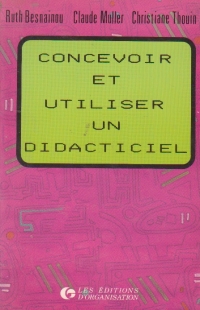 Ruth Besnainou Claude Muller Christiane Thouin
CONCEVOIR
ET
UTILISER
UN
DIDACTICIEL
LES ÉDITIONS
D'ORGANISATION